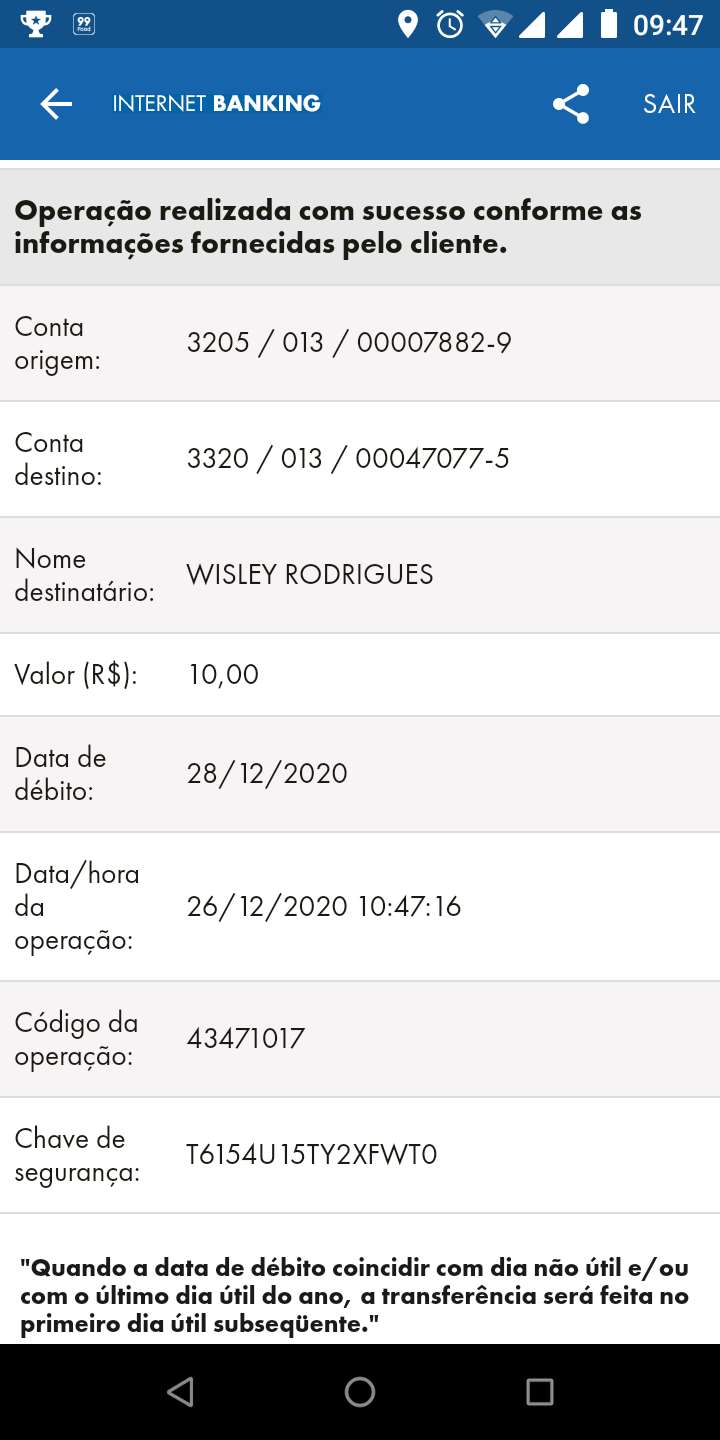 99
Food
09:47
INTERNET BANKING
SAIR
Operação realizada com sucesso conforme as
informações fornecidas pelo cliente.
Conta
origem:
3205 / 013 / 00007882-9
Conta
destino:
3320 / 013 / 00047077-5
Nome
destinatário:
WISLEY RODRIGUES
Valor (R$):
10,00
Data de
débito:
28/12/2020
Data/hora
da
operação:
26/12/2020 10:47:16
Código da
operação:
43471017
Chave de
segurança:
T6154U15TY2XFWT0
"Quando a data de débito coincidir com dia não útil e/ou
com o último dia útil do ano, a transferência será feita no
primeiro dia útil subseqüente."